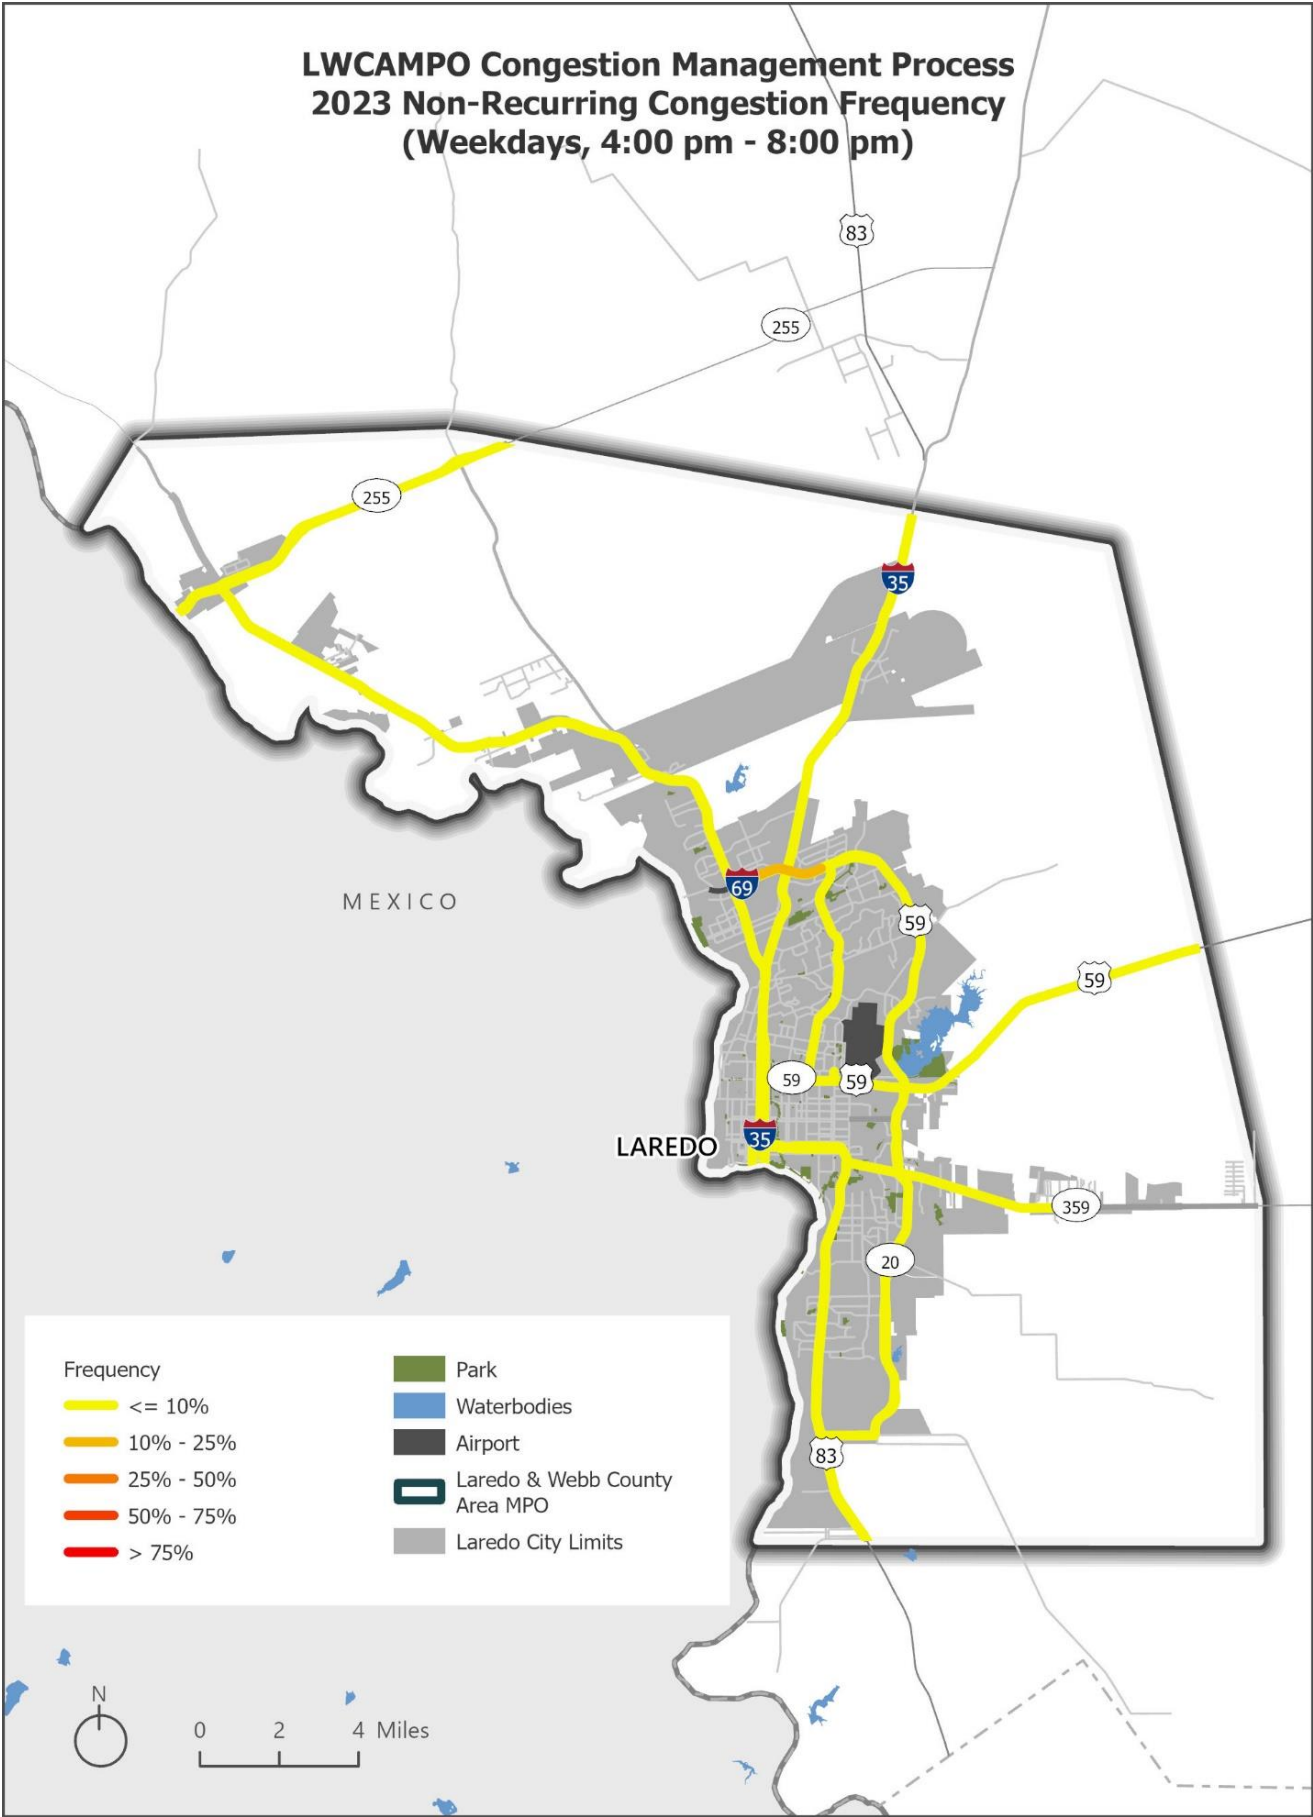 LWCAMPO Congestion Management Process
2023 Non-Recurring Congestion Frequency
(Weekdays, 4:00 pm - 8:00 pm)
83
255
255
35
69
59
59
MEXICO
59
59
35
LAREDO
359
20
83
Frequency
<= 10%
10% - 25%
25% - 50%
50% - 75%
> 75%
Park
Waterbodies
Airport
Laredo & Webb County
Area MPO
Laredo City Limits
N
0 2 4 Miles